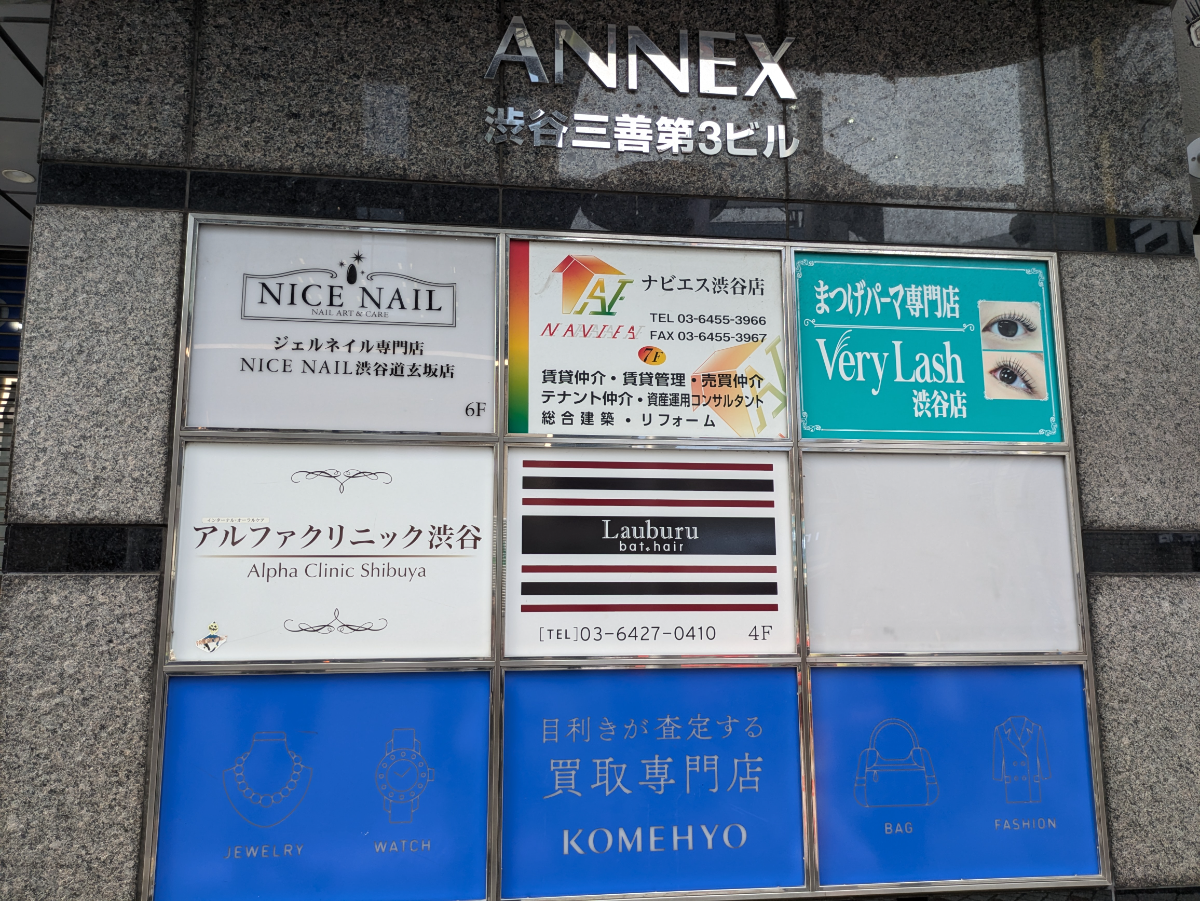 ANNEX
渋谷三善第3ビル
NICE NAIL
NAIL ART & CARE
ジェルネイル専門店
NICE NAIL渋谷道玄坂店
6F
ナビエス渋谷店
TEL 03-6455-3966
FAX 03-6455-3967
7F
賃貸仲介・賃貸管理・売買仲介
テナント仲介・資産運用コンサルタント
総合建築・リフォーム
まつげパーマ専門店
Very Lash
渋谷店
アルファクリニック渋谷
Alpha Clinic Shibuya
Lauburu
bat.hair
[TEL]03-6427-0410 4F
JEWELRY
WATCH
目利きが査定する
買取専門店
KOMEHYO
BAG
FASHION